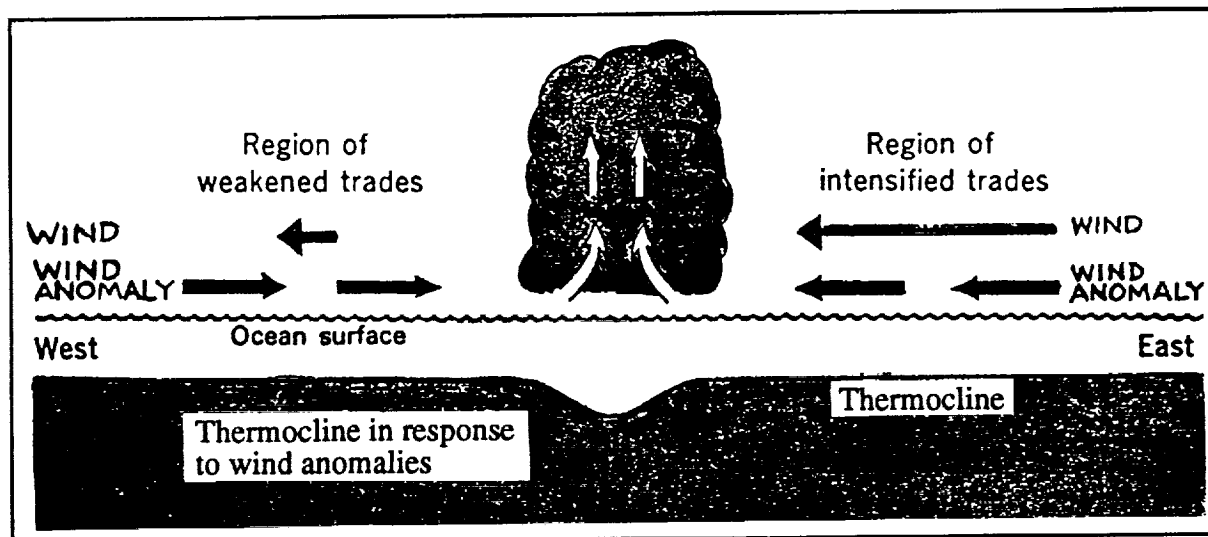 Region of
weakened trades
Region of
intensified trades
WIND
WIND
WIND
ANOMALY
WIND
ANOMALY
Ocean surface
West
East
Thermocline
Thermocline in response
to wind anomalies